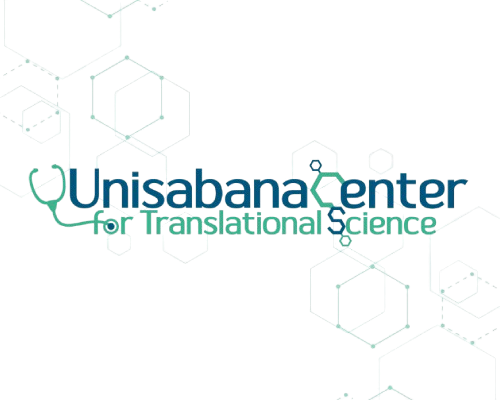 Unisabana Center
for Translational Science